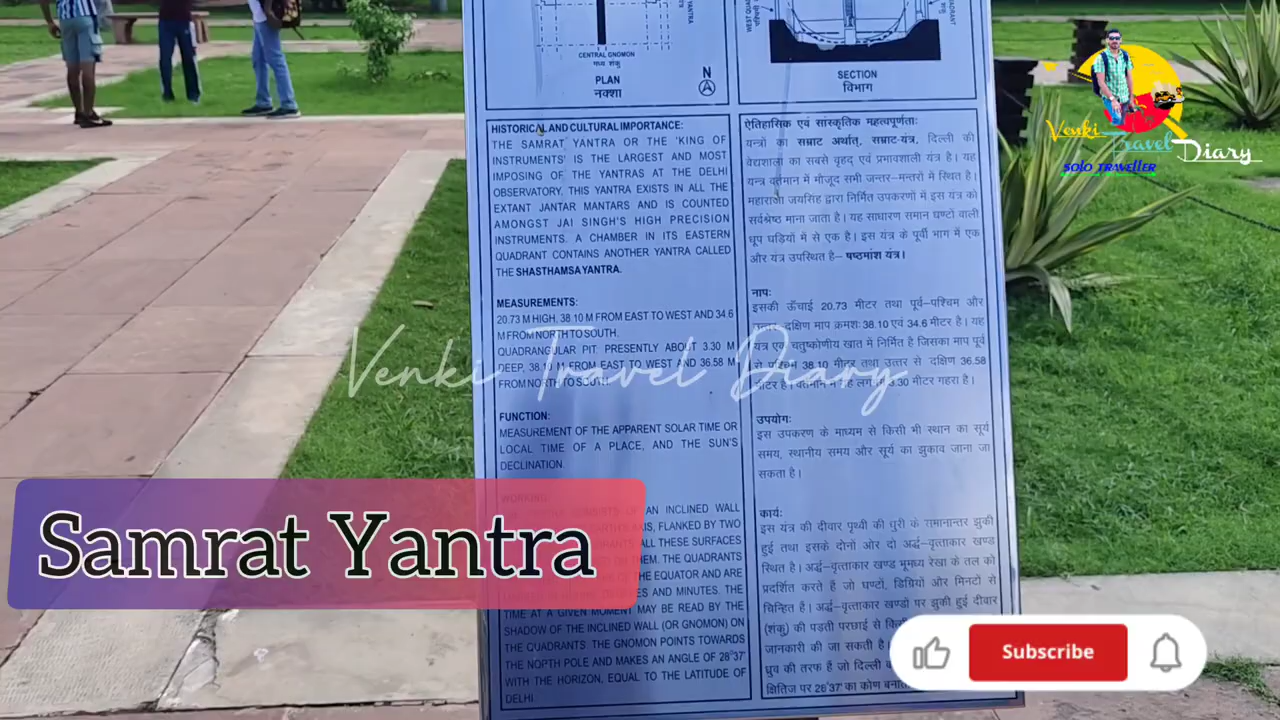 CENTRAL GNOMON
मध्य शंकु
PLAN
नक्शा
N
SECTION
विभाग
HISTORICAL AND CULTURAL IMPORTANCE:
THE SAMRAT YANTRA OR THE 'KING OF
INSTRUMENTS' IS THE LARGEST AND MOST
IMPOSING OF THE YANTRAS AT THE DELHI
OBSERVATORY. THIS YANTRA EXISTS IN ALL THE
EXTANT JANTAR MANTARS AND IS COUNTED
AMONGST JAI SINGH'S HIGH PRECISION
INSTRUMENTS. A CHAMBER IN ITS EASTERN
QUADRANT CONTAINS ANOTHER YANTRA CALLED
THE SHASTHAMSA YANTRA.
MEASUREMENTS:
20.73 M HIGH, 38.10 M FROM EAST TO WEST AND 34.6
M FROM NORTH TO SOUTH.
QUADRANGULAR PIT. PRESENTLY ABOUT 3.30 M
DEEP, 38.10 M FROM EAST TO WEST AND 36.58 M
FROM NORTH TO SOUTH.
FUNCTION:
MEASUREMENT OF THE APPARENT SOLAR TIME OR
LOCAL TIME OF A PLACE, AND THE SUN'S
DECLINATION.
WORKING:
AN INCLINED WALL
FLANKED BY TWO
ALL THESE SURFACES
THEM. THE QUADRANTS
THE EQUATOR AND ARE
AND MINUTES. THE
TIME AT A GIVEN MOMENT MAY BE READ BY THE
SHADOW OF THE INCLINED WALL (OR GNOMON) ON
THE QUADRANTS. THE GNOMON POINTS TOWARDS
THE NOPTH POLE AND MAKES AN ANGLE OF 28°37'
WITH THE HORIZON, EQUAL TO THE LATITUDE OF
DELHI.
ऐतिहासिक एवं सांस्कृतिक महत्वपूर्णताः
यन्त्रों का सम्राट अर्थात्, सम्राट-यंत्र, दिल्ली की
वेधशाला का सबसे वृहद् एवं प्रभावशाली यंत्र है। यह
यन्त्र वर्तमान में मौजूद सभी जन्तर-मन्तरों में स्थित है।
महाराजा जयसिंह द्वारा निर्मित उपकरणों में इस यंत्र को
सर्वश्रेष्ठ माना जाता है। यह साधारण समान घण्टों वाली
धूप घड़ियों में से एक है। इस यंत्र के पूर्वी भाग में एक
और यंत्र उपस्थित है– षष्ठमांश यंत्र।
नापः
इसकी ऊँचाई 20.73 मीटर तथा पूर्व-पश्चिम और
दक्षिण माप क्रमशः 38.10 एवं 34.6 मीटर है। यह
यंत्र एक चतुष्कोणीय खात में निर्मित है जिसका माप पूर्व
से पश्चिम 38.10 मीटर तथा उत्तर से दक्षिण 36.58
मीटर है। वर्तमान में यह 3.30 मीटर गहरा है।
उपयोगः
इस उपकरण के माध्यम से किसी भी स्थान का सूर्य
समय, स्थानीय समय और सूर्य का झुकाव जाना जा
सकता है।
कार्यः
इस यंत्र की दीवार पृथ्वी की धुरी के समानान्तर झुकी
हुई तथा इसके दोनों ओर दो अर्द्ध-वृत्ताकार खण्ड
स्थित है। अर्द्ध-वृत्ताकार खण्ड भूमध्य रेखा के तल को
प्रदर्शित करते हैं जो घण्टों, डिग्रियों और मिनटों से
चिन्हित है। अर्द्ध-वृत्ताकार खण्डों पर झुकी हुई दीवार
(शंकु) की पडती परछाई से
जानकारी की जा सकती है
ध्रुव की तरफ है जो दिल्ली
क्षितिज पर 28°37' का कोण
Venki Travel Diary
SOLO TRAVELLER
Venki Travel Diary
Samrat Yantra
Subscribe